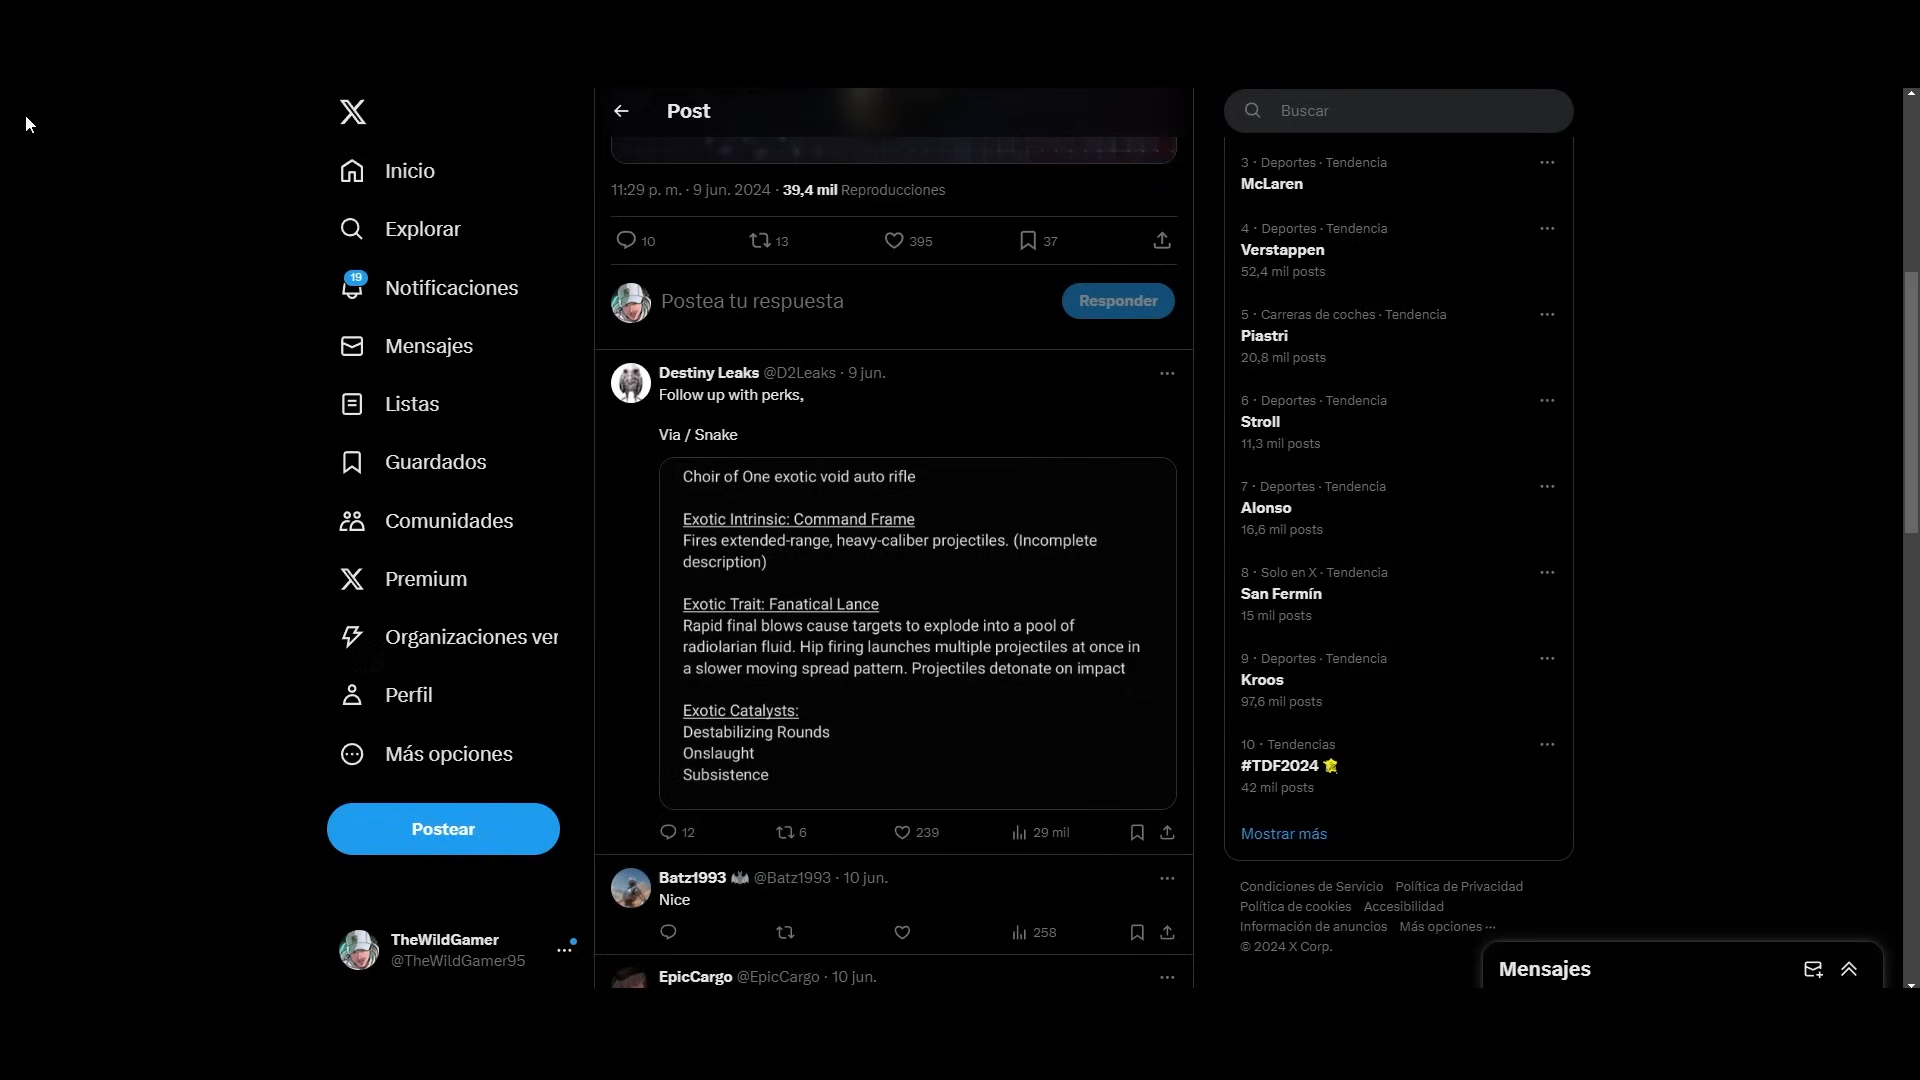 Inicio
Explorar
19
Notificaciones
Mensajes
Listas
Guardados
Comunidades
Premium
Organizaciones ver
Perfil
Más opciones
Postear
TheWildGamer
@TheWildGamer95
Post
11:29 p. m. · 9 jun. 2024 · 39,4 mil Reproducciones
10 13 395 37
Postea tu respuesta
Responder
Destiny Leaks @D2Leaks · 9 jun.
Follow up with perks,
Via / Snake
Choir of One exotic void auto rifle
Exotic Intrinsic: Command Frame
Fires extended-range, heavy-caliber projectiles. (Incomplete
description)
Exotic Trait: Fanatical Lance
Rapid final blows cause targets to explode into a pool of
radiolarian fluid. Hip firing launches multiple projectiles at once in
a slower moving spread pattern. Projectiles detonate on impact
Exotic Catalysts:
Destabilizing Rounds
Onslaught
Subsistence
12 6 239 29 mil
Batz1993 @Batz1993 · 10 jun.
Nice
258
EpicCargo @EpicCargo · 10 jun.
Buscar
3 · Deportes · Tendencia
McLaren
4 · Deportes · Tendencia
Verstappen
52,4 mil posts
5 · Carreras de coches · Tendencia
Piastri
20,8 mil posts
6 · Deportes · Tendencia
Stroll
11,3 mil posts
7 · Deportes · Tendencia
Alonso
16,6 mil posts
8 · Solo en X · Tendencia
San Fermín
15 mil posts
9 · Deportes · Tendencia
Kroos
97,6 mil posts
10 · Tendencias
#TDF2024
42 mil posts
Mostrar más
Condiciones de Servicio Política de Privacidad
Política de cookies Accesibilidad
Información de anuncios Más opciones ···
© 2024 X Corp.
Mensajes